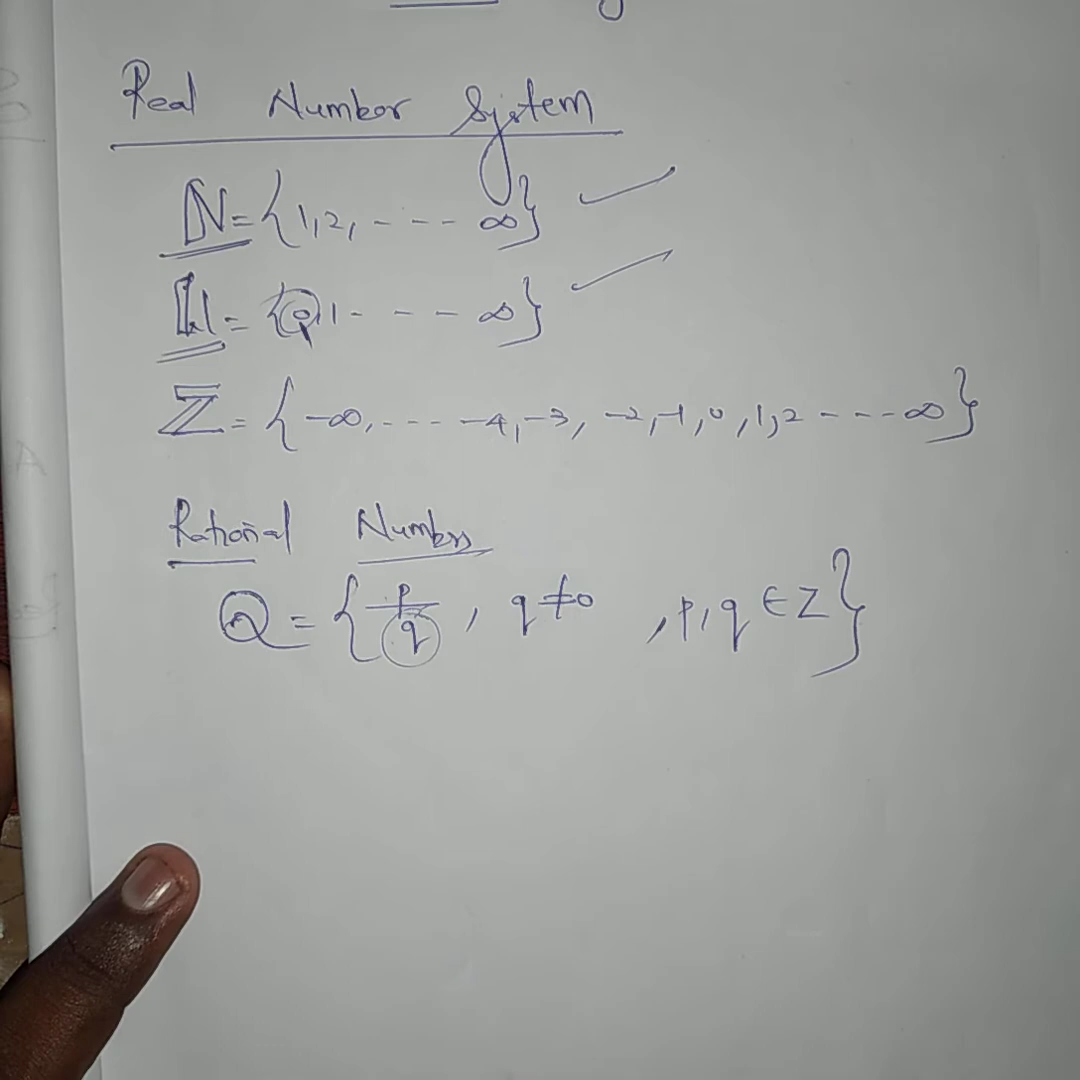 Real Number System
N = {1, 2, - - - - ∞}
W = {0, 1 - - - - ∞}
Z = {-∞, - - - - -4, -3, -2, -1, 0, 1, 2 - - - - ∞}
Rational Numbers
Q = {p/q, q ≠ 0, p, q ∈ Z}